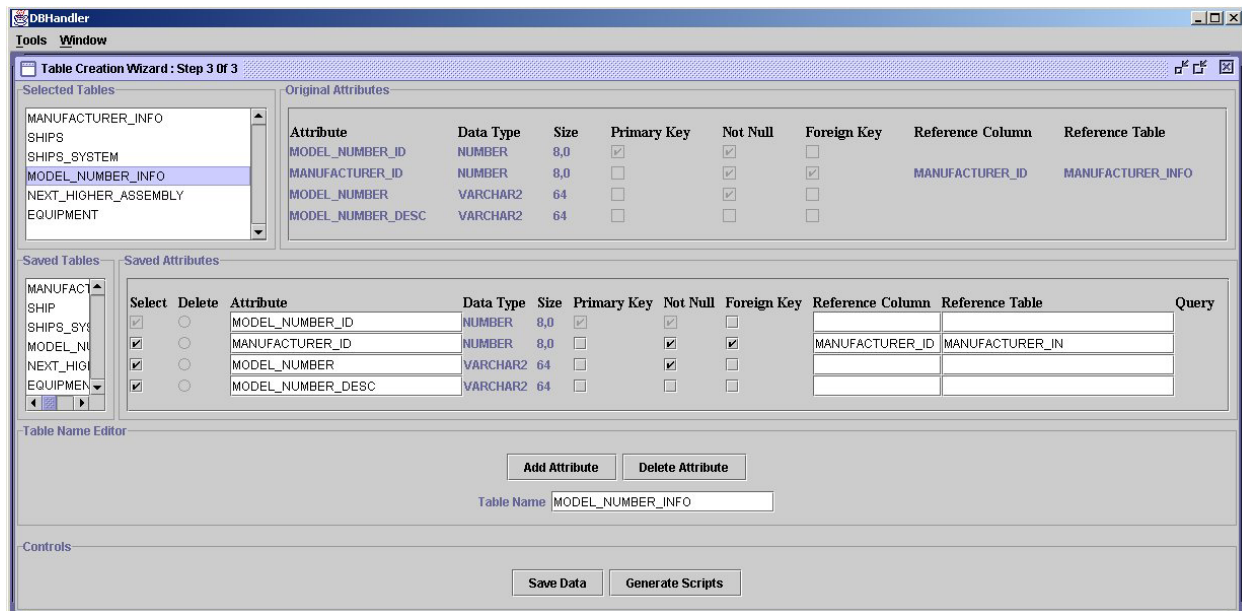 DBHandler
Tools Window
Table Creation Wizard : Step 3 0f 3
Selected Tables
MANUFACTURER_INFO
SHIPS
SHIPS_SYSTEM
MODEL_NUMBER_INFO
NEXT_HIGHER_ASSEMBLY
EQUIPMENT
Original Attributes
Attribute Data Type Size Primary Key Not Null Foreign Key Reference Column Reference Table
MODEL_NUMBER_ID NUMBER 8,0
MANUFACTURER_ID NUMBER 8,0 MANUFACTURER_ID MANUFACTURER_INFO
MODEL_NUMBER VARCHAR2 64
MODEL_NUMBER_DESC VARCHAR2 64
Saved Tables
MANUFACT
SHIP
SHIPS_SYS
MODEL_NU
NEXT_HIGI
EQUIPMEN
Saved Attributes
Select Delete Attribute Data Type Size Primary Key Not Null Foreign Key Reference Column Reference Table Query
MODEL_NUMBER_ID NUMBER 8,0
MANUFACTURER_ID NUMBER 8,0 MANUFACTURER_ID MANUFACTURER_IN
MODEL_NUMBER VARCHAR2 64
MODEL_NUMBER_DESC VARCHAR2 64
Table Name Editor
Add Attribute Delete Attribute
Table Name MODEL_NUMBER_INFO
Controls
Save Data Generate Scripts